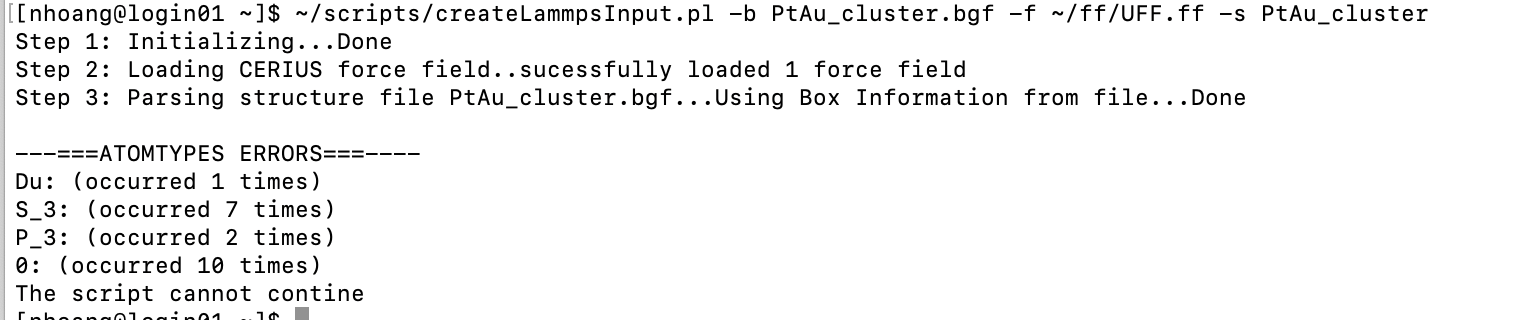 [[nhoang@login01 ~]$ ~/scripts/createLammpsInput.pl -b PtAu_cluster.bgf -f ~/ff/UFF.ff -s PtAu_cluster
Step 1: Initializing...Done
Step 2: Loading CERIUS force field..sucessfully loaded 1 force field
Step 3: Parsing structure file PtAu_cluster.bgf...Using Box Information from file...Done
---===ATOMTYPES ERRORS===----
Du: (occurred 1 times)
S_3: (occurred 7 times)
P_3: (occurred 2 times)
0: (occurred 10 times)
The script cannot contine
[nhoang@login01 ~]$